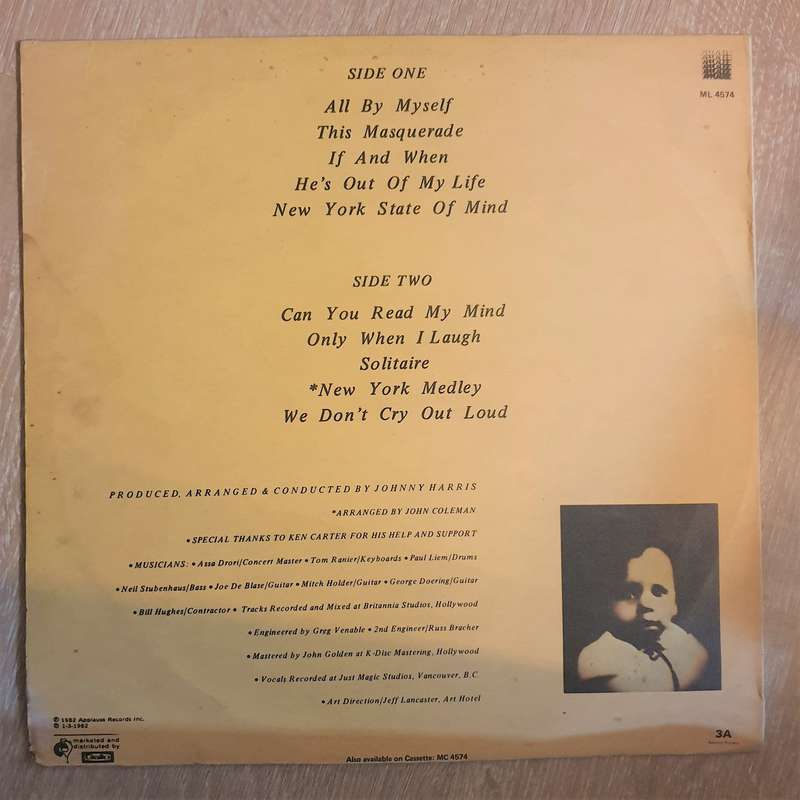 SIDE ONE
All By Myself
This Masquerade
If And When
He's Out Of My Life
New York State Of Mind
ML 4574
SIDE TWO
Can You Read My Mind
Only When I Laugh
Solitaire
*New York Medley
We Don't Cry Out Loud
PRODUCED, ARRANGED & CONDUCTED BY JOHNNY HARRIS
*ARRANGED BY JOHN COLEMAN
• SPECIAL THANKS TO KEN CARTER FOR HIS HELP AND SUPPORT
• MUSICIANS: • Assa Drori/Concert Master • Tom Ranier/Keyboards • Paul Liem/Drums
• Neil Stubenhaus/Bass • Joe De Blase/Guitar • Mitch Holder/Guitar • George Doering/Guitar
• Bill Hughes/Contractor • Tracks Recorded and Mixed at Britannia Studios, Hollywood
• Engineered by Greg Venable • 2nd Engineer/Russ Bracher
• Mastered by John Golden at K-Disc Mastering, Hollywood
• Vocals Recorded at Just Magic Studios, Vancouver, B.C.
• Art Direction/Jeff Lancaster, Art Hotel
℗ 1982 Applause Records Inc.
© 1-3-1982
marketed and
distributed by
Also available on Cassette: MC 4574
3A